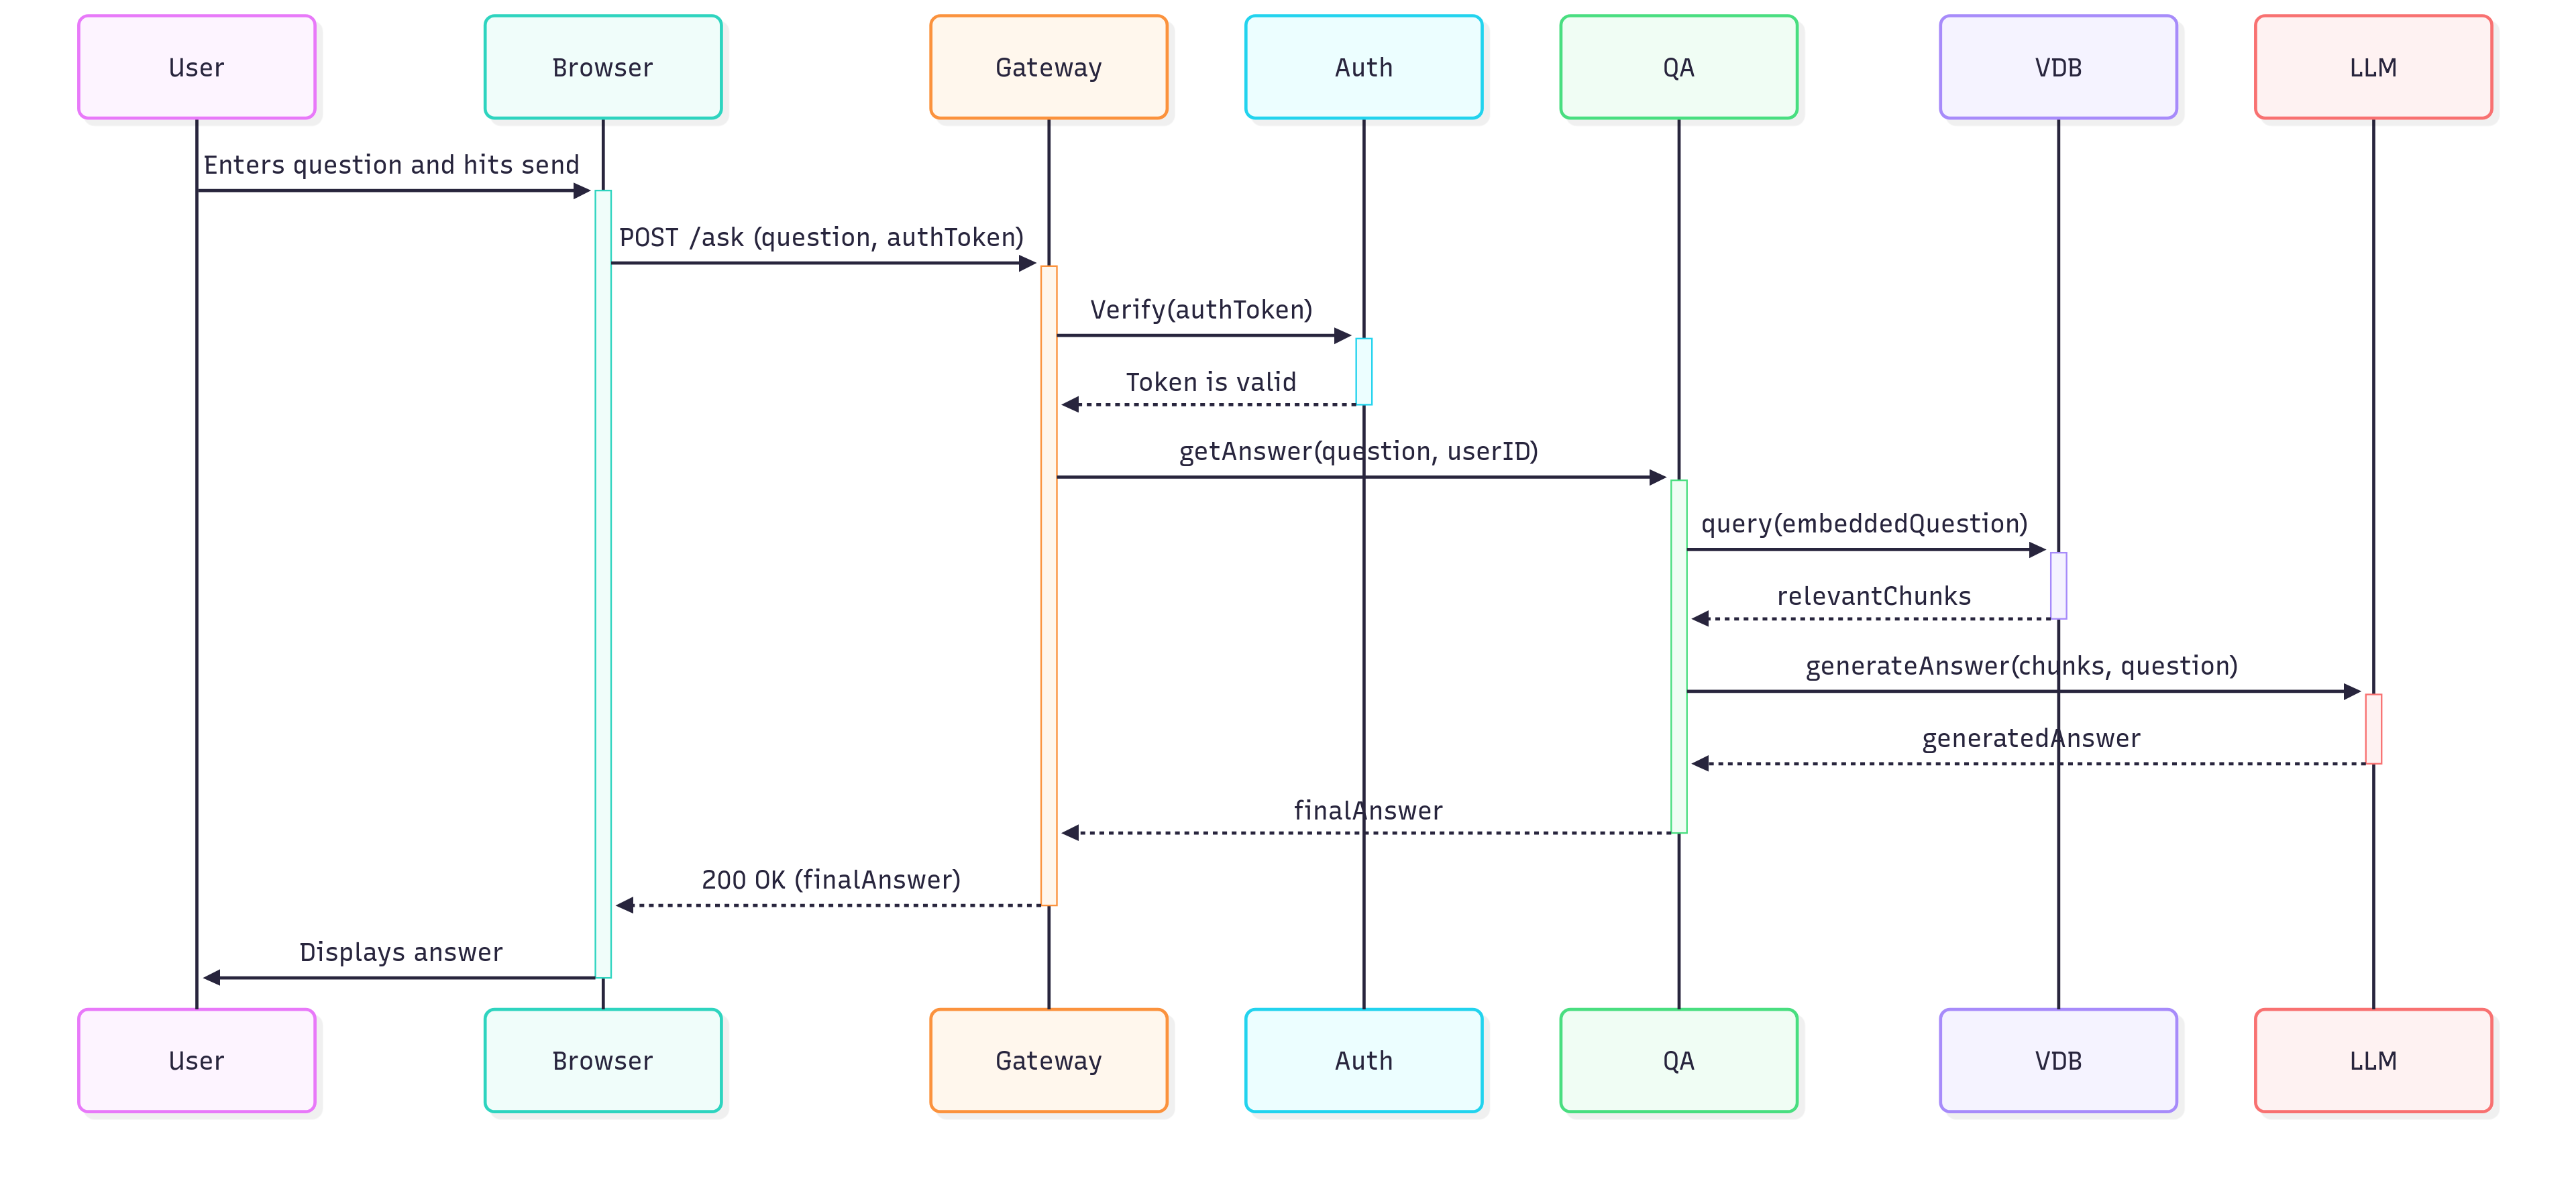 User
Browser
Gateway
Auth
QA
VDB
LLM
Enters question and hits send
POST /ask (question, authToken)
Verify(authToken)
Token is valid
getAnswer(question, userID)
query(embeddedQuestion)
relevantChunks
generateAnswer(chunks, question)
generatedAnswer
finalAnswer
200 OK (finalAnswer)
Displays answer
User
Browser
Gateway
Auth
QA
VDB
LLM